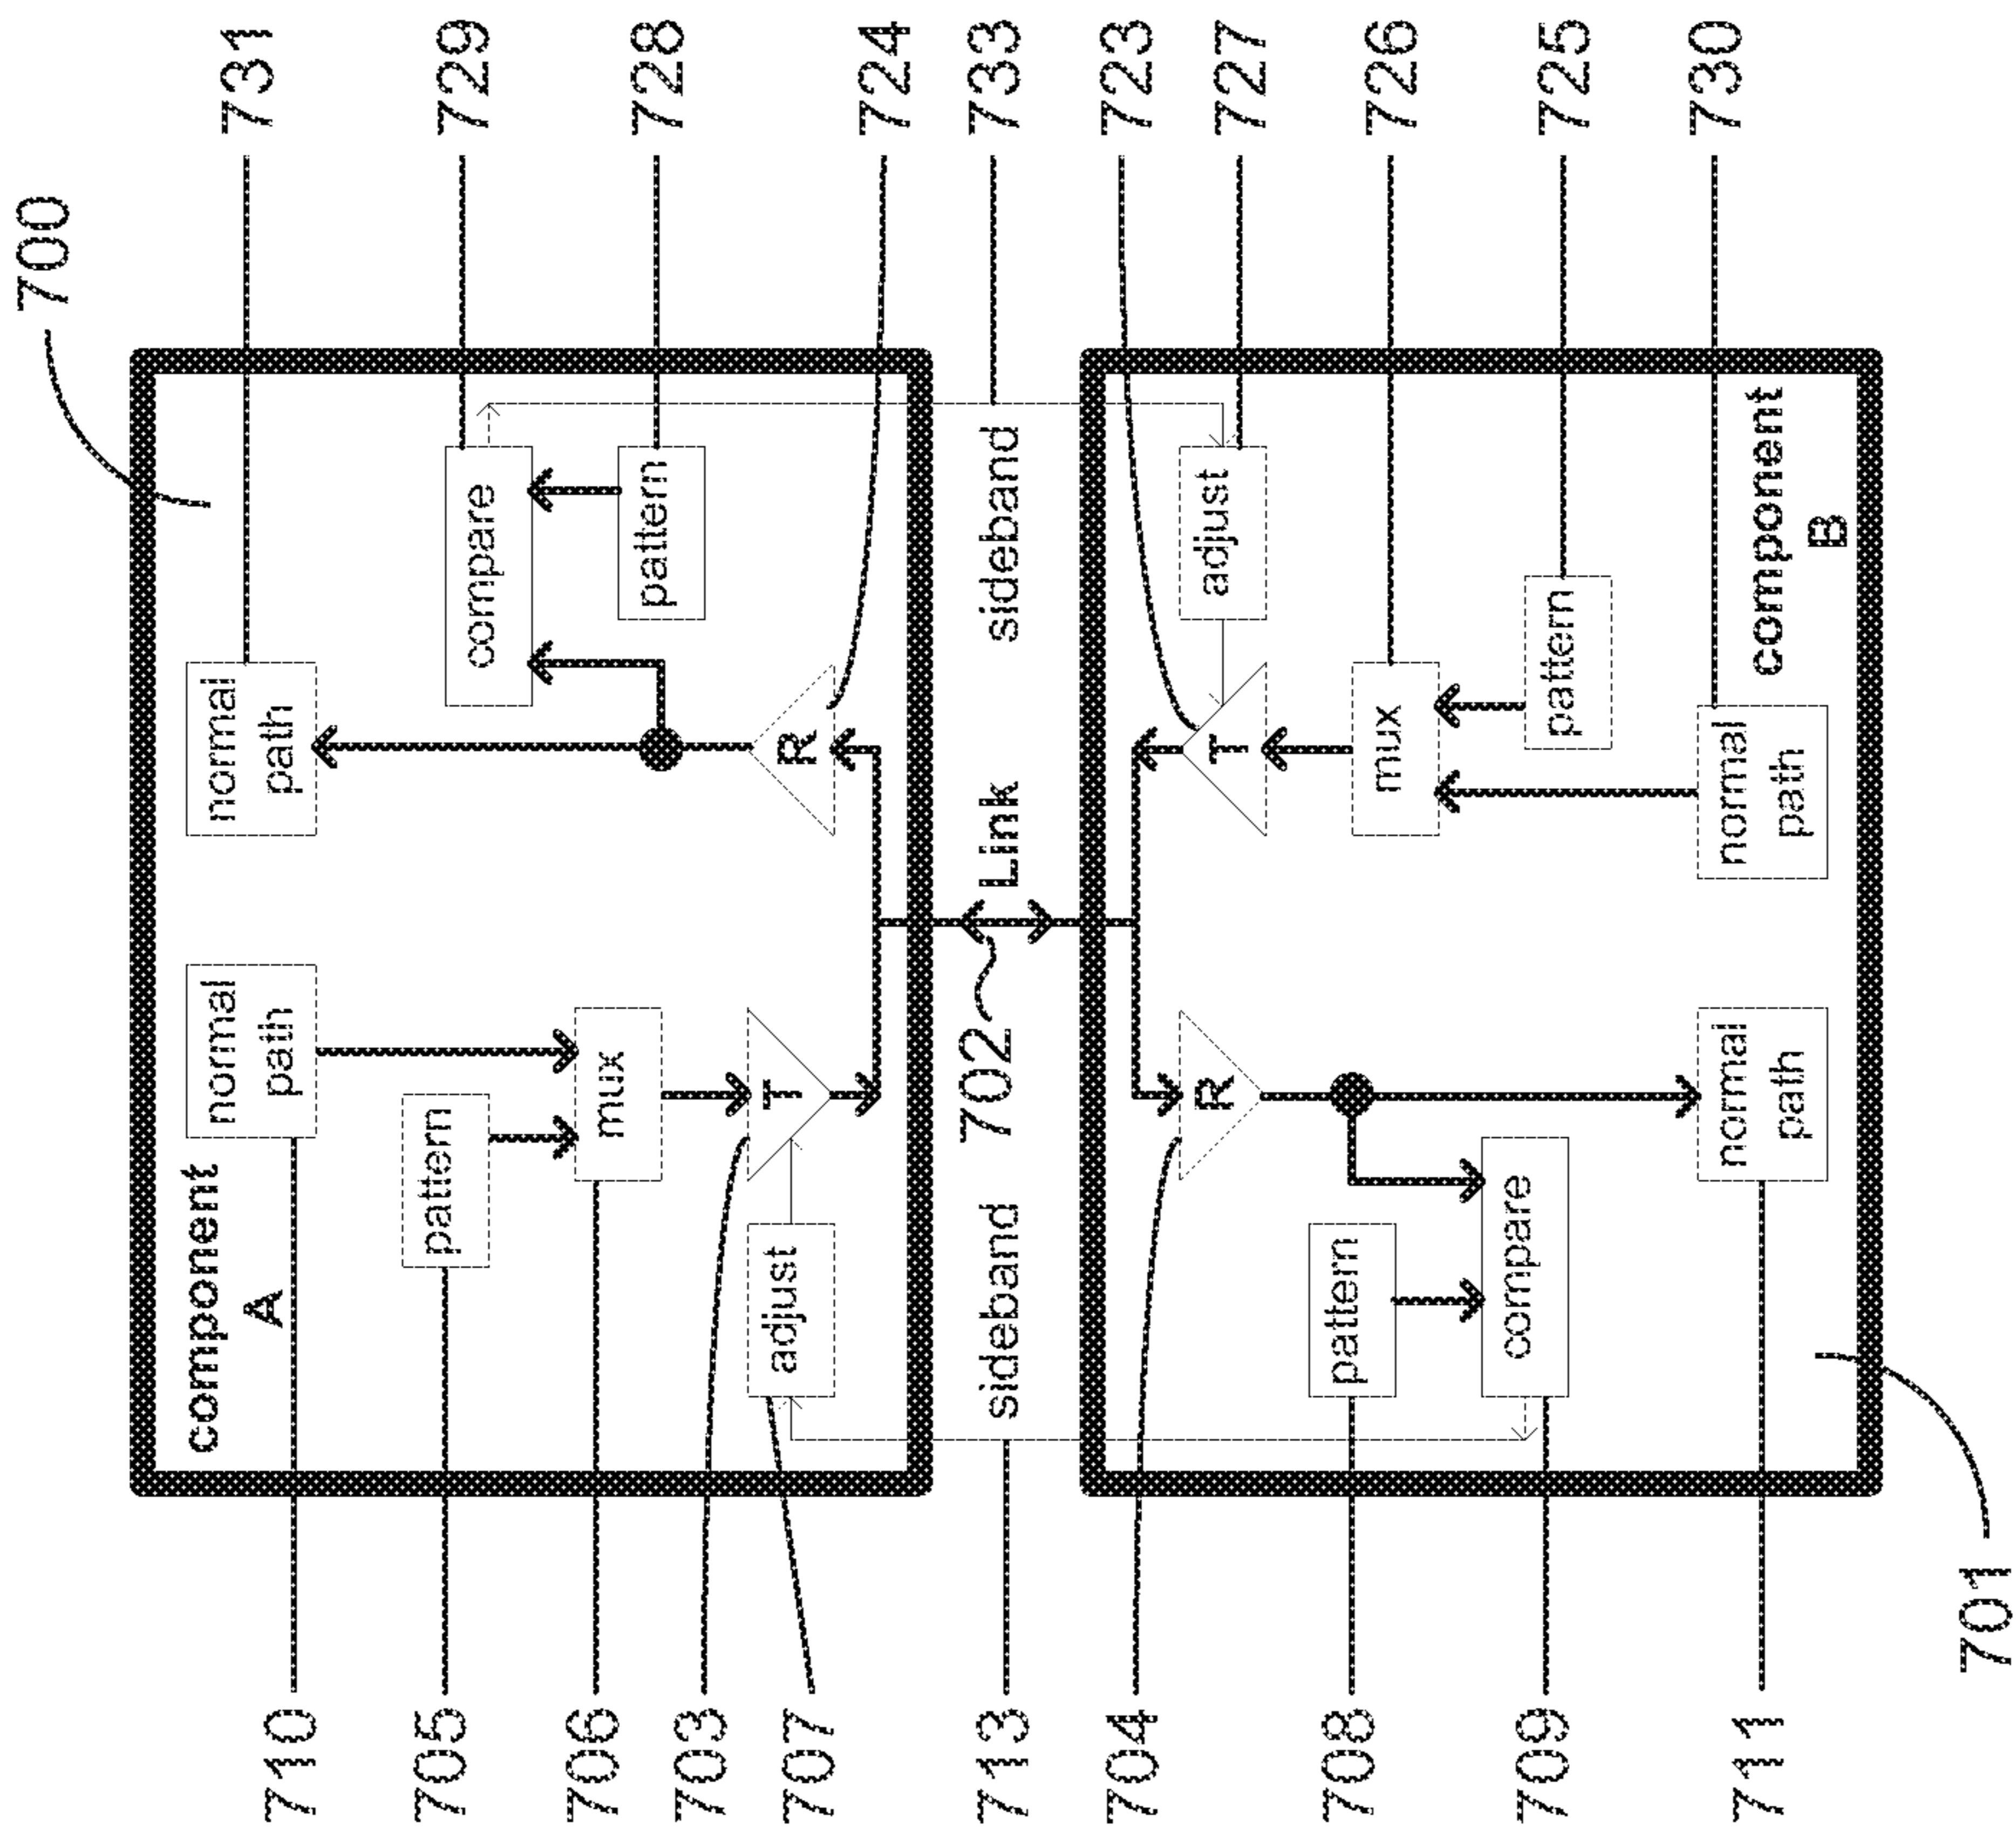 700
component
A
normal
path
normal
path
731
710
705
pattern
compare
729
706
mux
pattern
728
703
T
R
724
707
adjust
713
sideband
702
Link
sideband
733
704
R
T
723
adjust
727
708
pattern
mux
726
709
compare
pattern
725
711
normal
path
normal
path
730
component
B
701